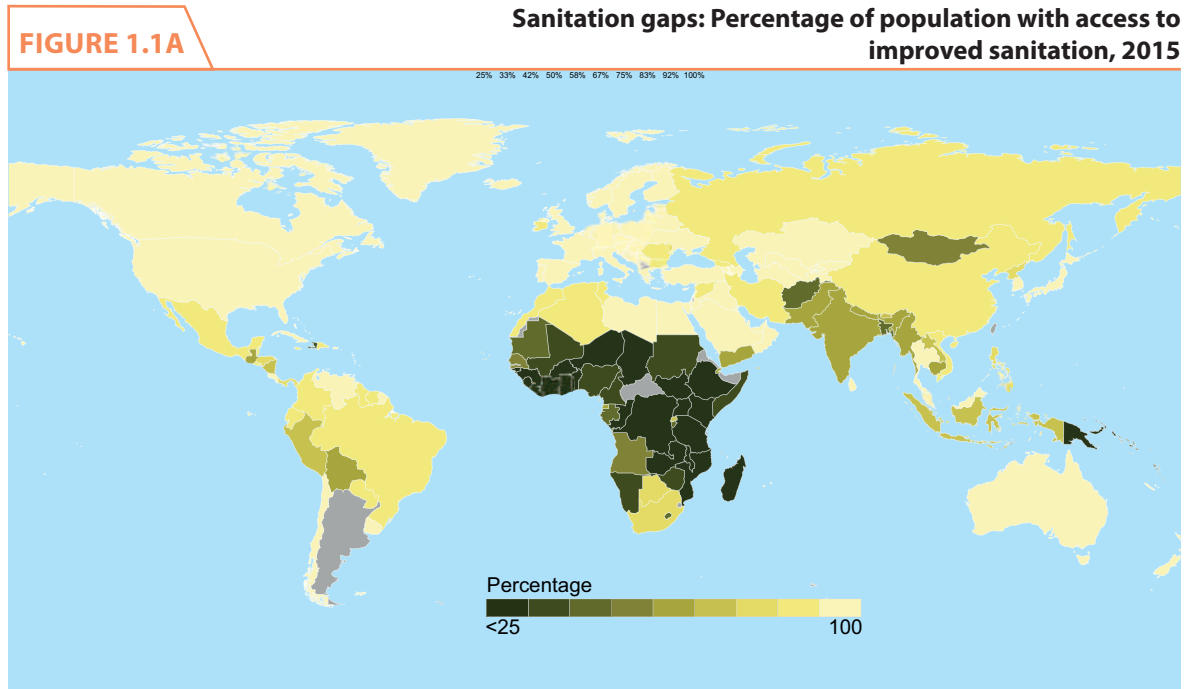 FIGURE 1.1A
Sanitation gaps: Percentage of population with access to
improved sanitation, 2015
25% 33% 42% 50% 58% 67% 75% 83% 92% 100%
Percentage
<25 100